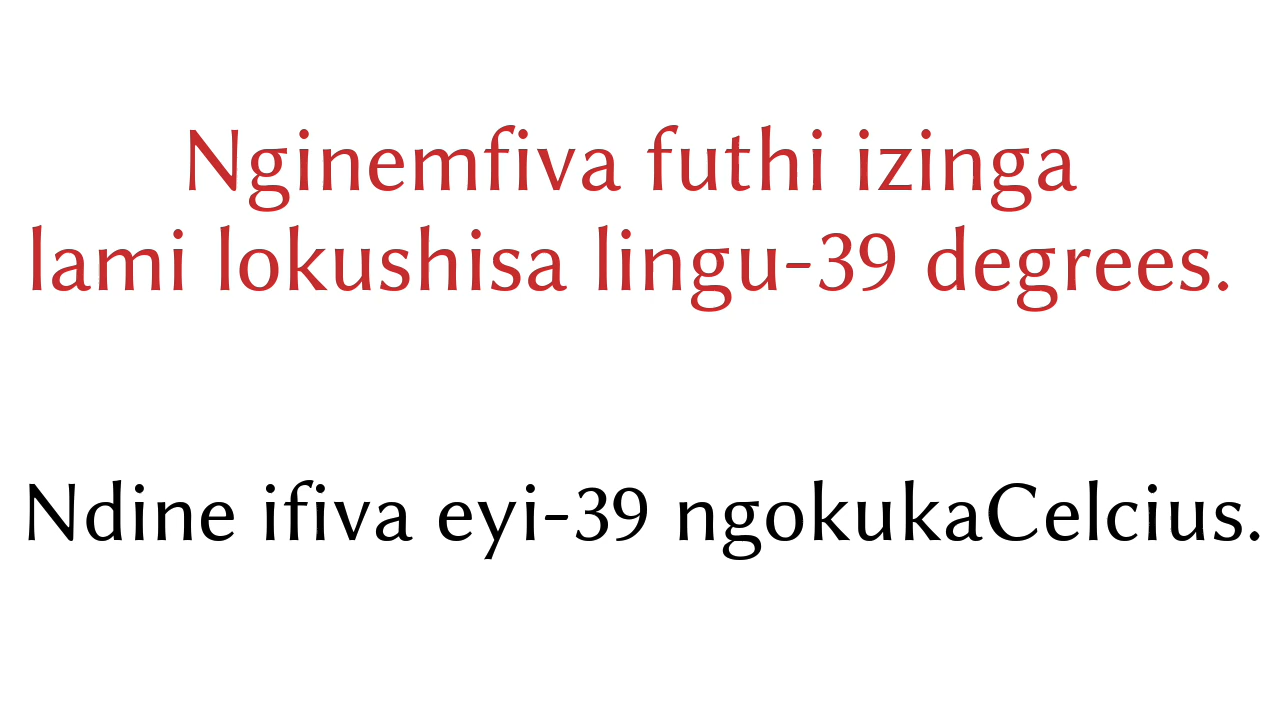 Nginemfiva futhi izinga
lami lokushisa lingu-39 degrees.
Ndine ifiva eyi-39 ngokukaCelcius.